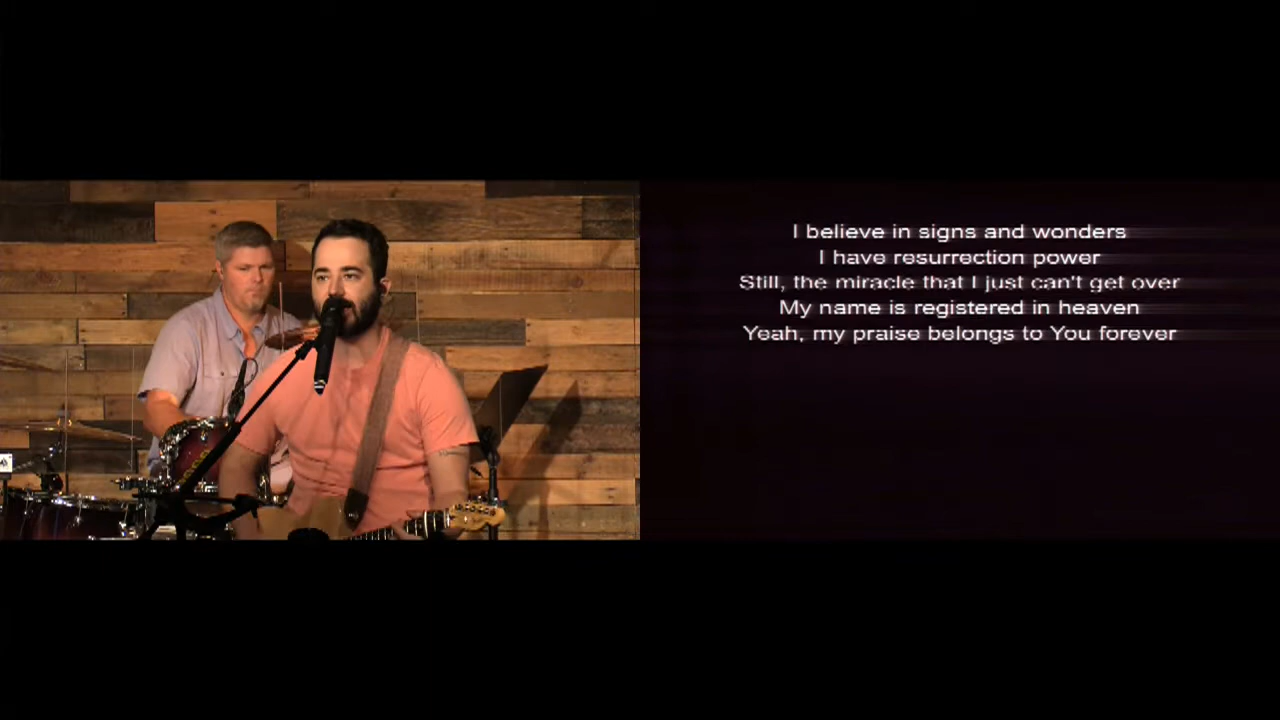 I believe in signs and wonders
I have resurrection power
Still, the miracle that I just can't get over
My name is registered in heaven
Yeah, my praise belongs to You forever